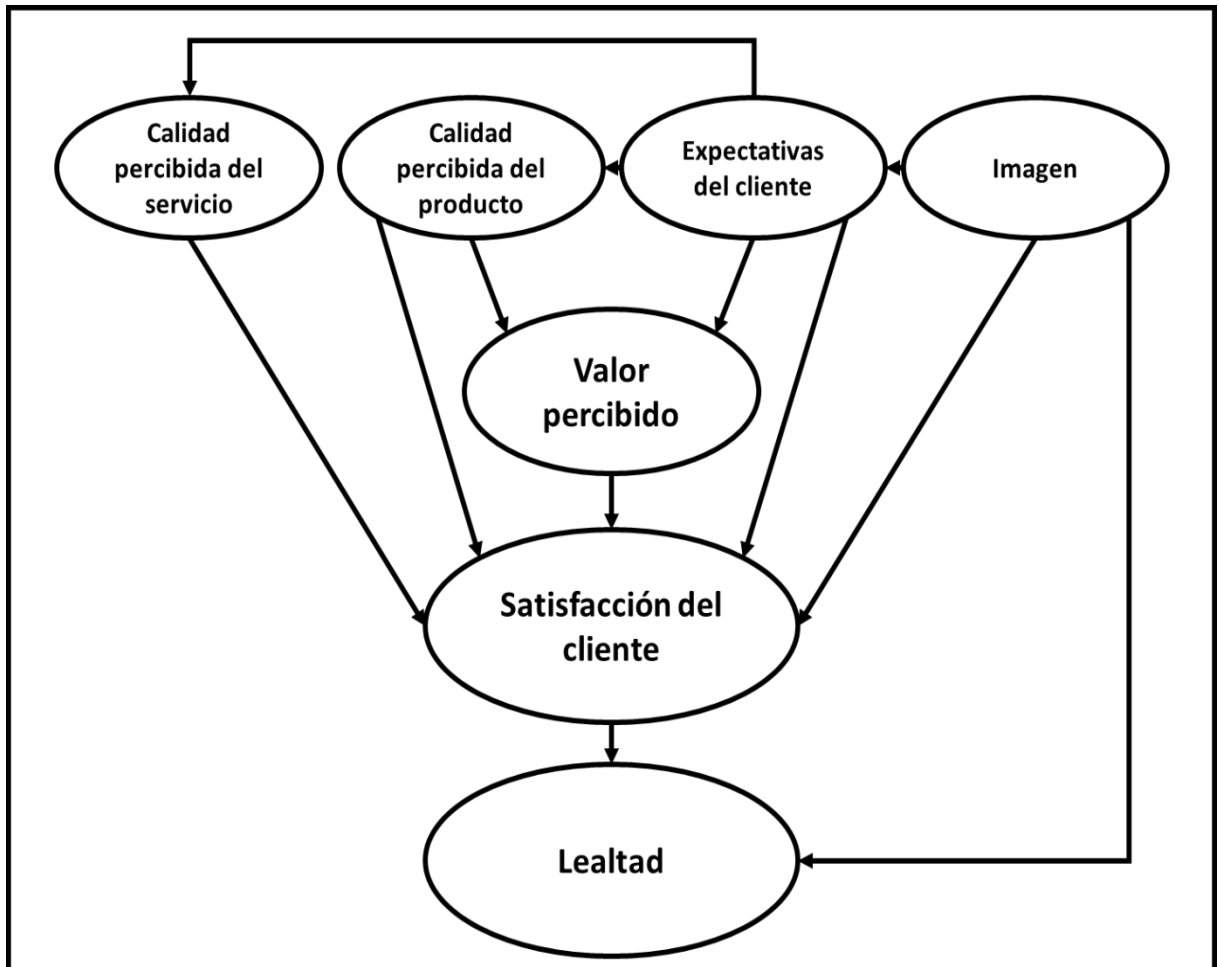 Calidad
percibida del
servicio
Calidad
percibida del
producto
Expectativas
del cliente
Imagen
Valor
percibido
Satisfacción del
cliente
Lealtad